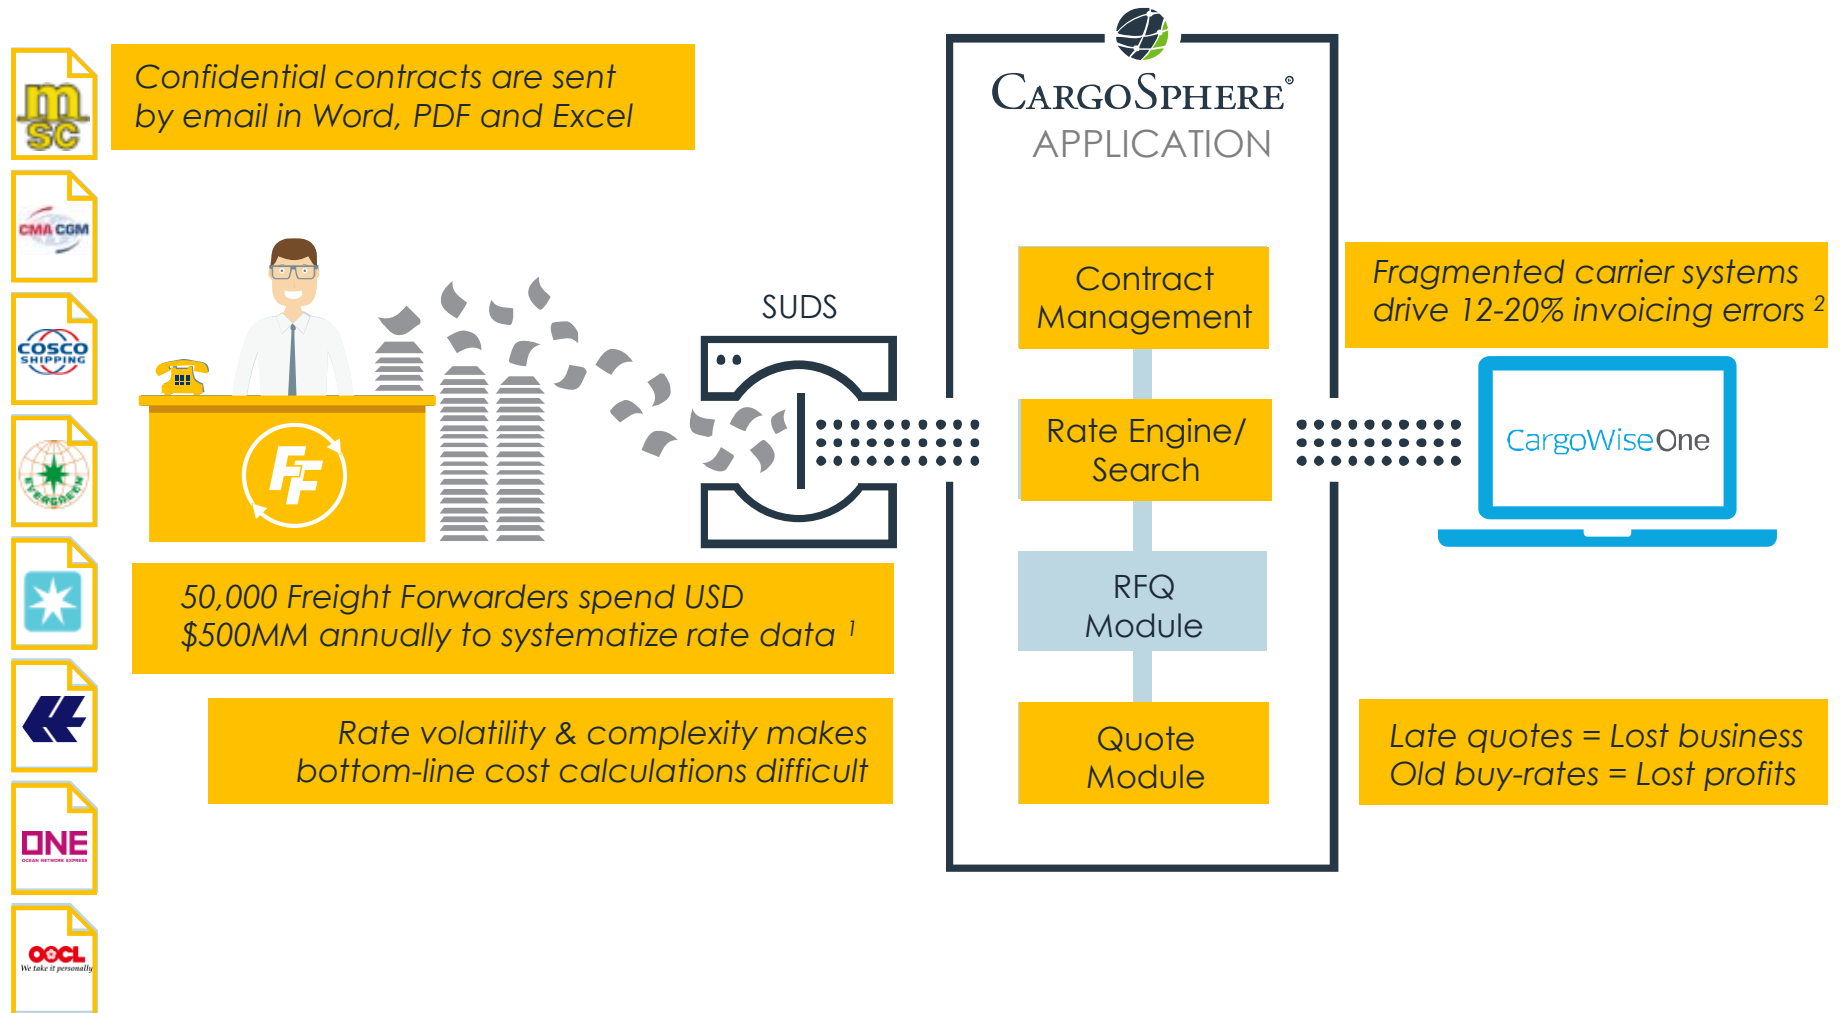 Confidential contracts are sent
by email in Word, PDF and Excel
msc
CMA CGM
COSCO
SHIPPING
EVERGREEN
ONE
OCEAN NETWORK EXPRESS
OOCL
We take it personally
FF
50,000 Freight Forwarders spend USD
$500MM annually to systematize rate data 1
Rate volatility & complexity makes
bottom-line cost calculations difficult
SUDS
CARGOSPHERE®
APPLICATION
Contract
Management
Rate Engine/
Search
RFQ
Module
Quote
Module
Fragmented carrier systems
drive 12-20% invoicing errors 2
CargoWiseOne
Late quotes = Lost business
Old buy-rates = Lost profits